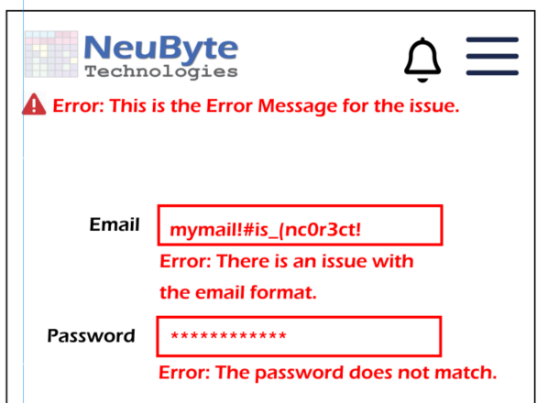 NeuByte
Technologies
Error: This is the Error Message for the issue.
Email
mymail!#is_(nc0r3ct!
Error: There is an issue with
the email format.
Password
************
Error: The password does not match.